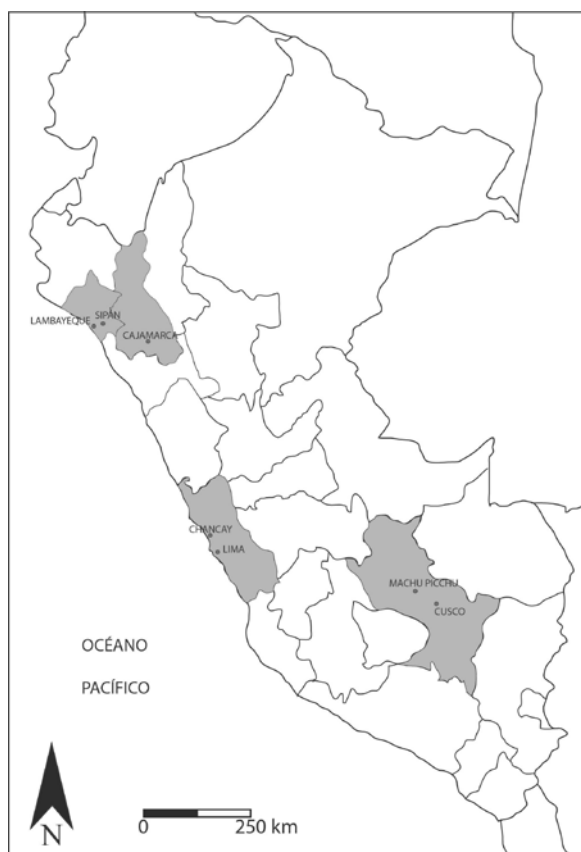 SIPÁN
LAMBAYEQUE
CAJAMARCA
CHANCAY
LIMA
MACHU PICCHU
CUSCO
OCÉANO
PACÍFICO
N
0 250 km